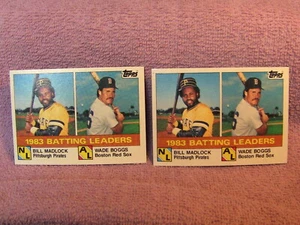 Topps
1983 BATTING LEADERS
NL BILL MADLOCK
Pittsburgh Pirates
AL WADE BOGGS
Boston Red Sox
Topps
1983 BATTING LEADERS
NL BILL MADLOCK
Pittsburgh Pirates
AL WADE BOGGS
Boston Red Sox